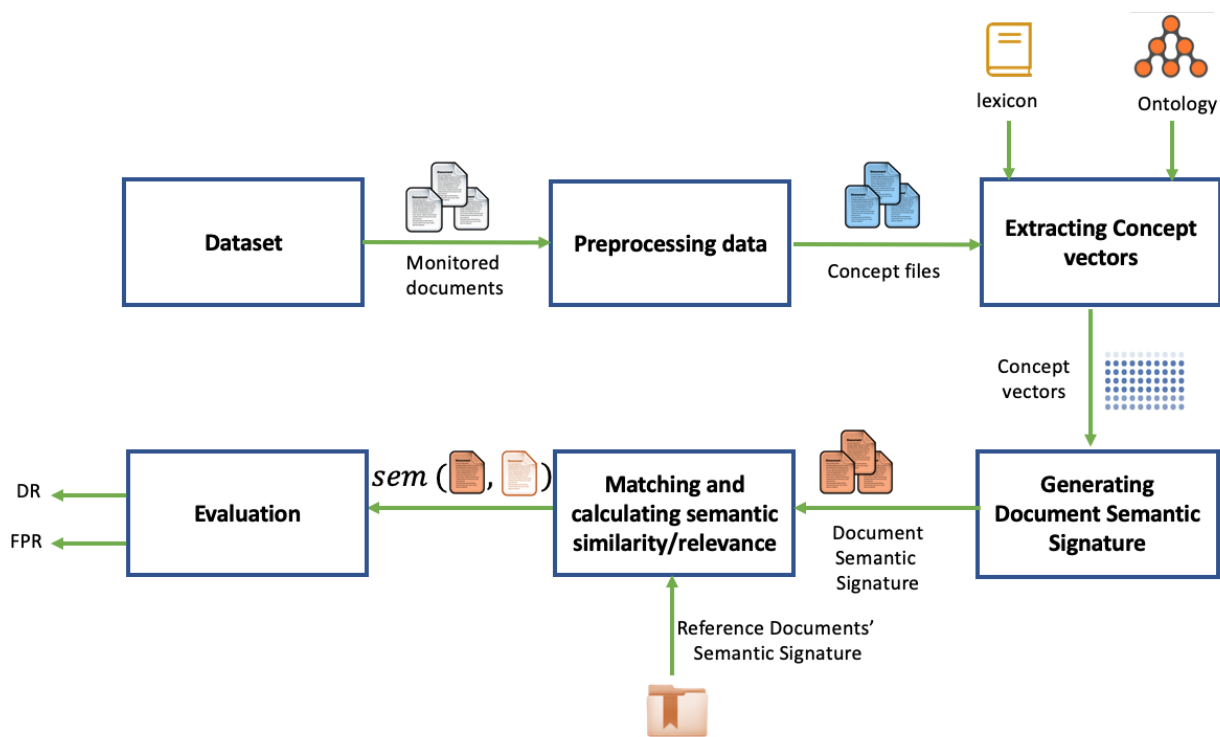 lexicon
Ontology
Dataset
Monitored
documents
Preprocessing data
Concept files
Extracting Concept
vectors
Concept
vectors
Generating
Document Semantic
Signature
Document
Semantic
Signature
Matching and
calculating semantic
similarity/relevance
Reference Documents’
Semantic Signature
sem ( , )
Evaluation
DR
FPR